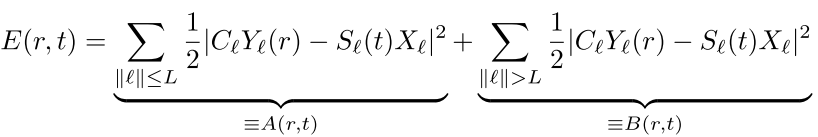 $$E(r,t) = \underbrace{\sum_{\|\ell\| \leq L} \frac{1}{2} |C_\ell Y_\ell(r) - S_\ell(t) X_\ell|^2}_{\equiv A(r,t)} + \underbrace{\sum_{\|\ell\| > L} \frac{1}{2} |C_\ell Y_\ell(r) - S_\ell(t) X_\ell|^2}_{\equiv B(r,t)}$$